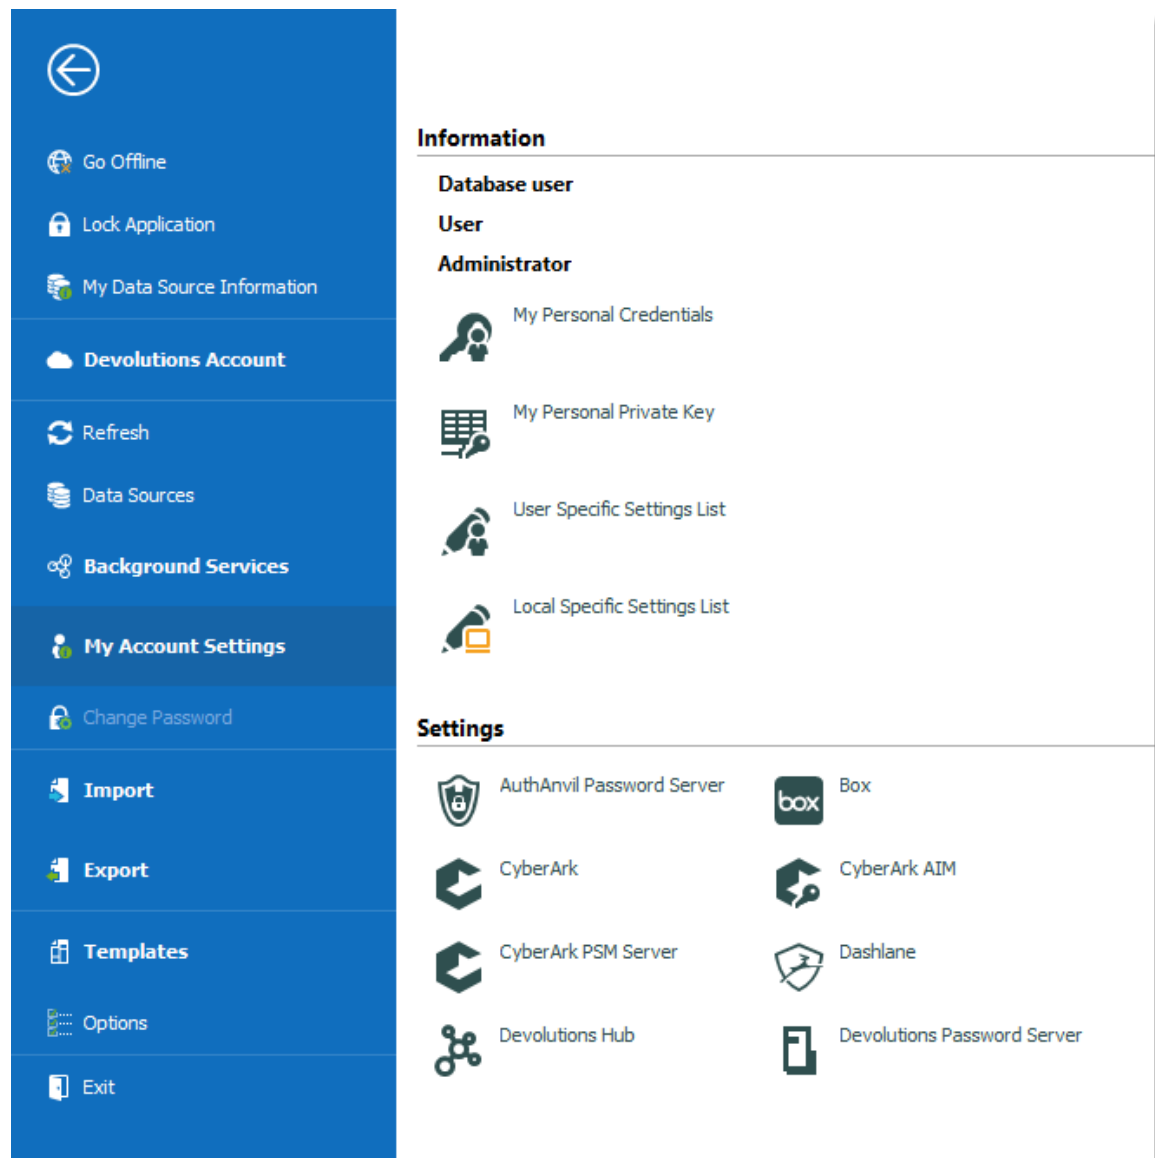 Go Offline
Lock Application
My Data Source Information
Devolutions Account
Refresh
Data Sources
Background Services
My Account Settings
Change Password
Import
Export
Templates
Options
Exit
Information
Database user
User
Administrator
My Personal Credentials
My Personal Private Key
User Specific Settings List
Local Specific Settings List
Settings
AuthAnvil Password Server
box Box
CyberArk
CyberArk AIM
CyberArk PSM Server
Dashlane
Devolutions Hub
Devolutions Password Server